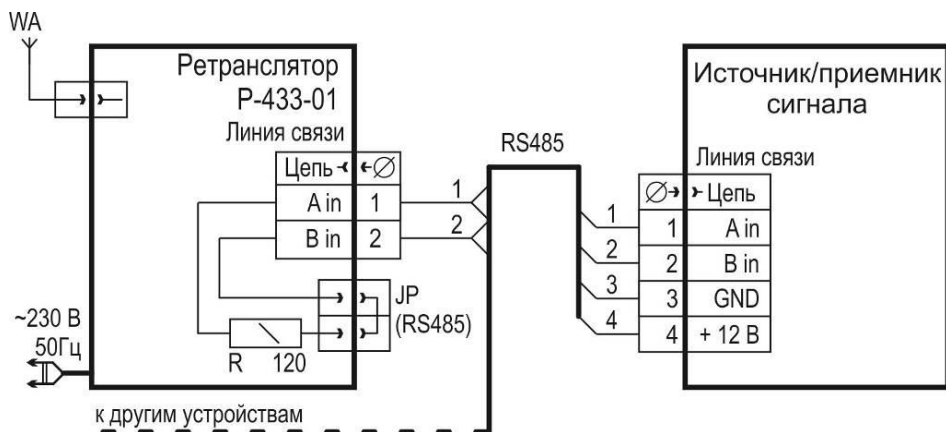 WA
Ретранслятор
Р-433-01
Линия связи
Цепь
A in 1
B in 2
1
2
JP
(RS485)
R 120
~230 В
50Гц
к другим устройствам
RS485
1
2
3
4
Источник/приемник
сигнала
Линия связи
Цепь
1 A in
2 B in
3 GND
4 + 12 В